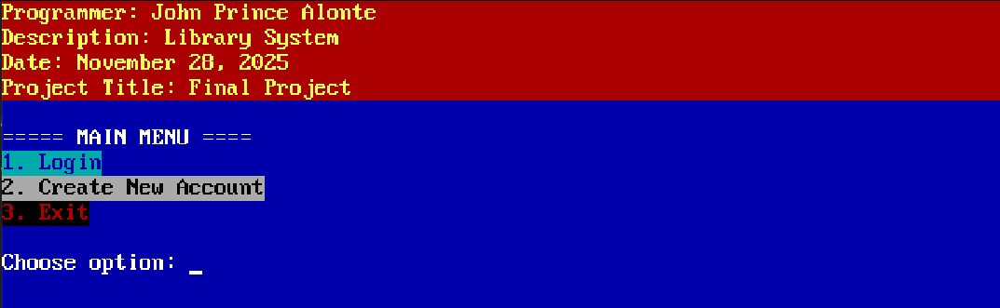 Programmer: John Prince Alonte
Description: Library System
Date: November 28, 2025
Project Title: Final Project
===== MAIN MENU ====
1. Login
2. Create New Account
3. Exit
Choose option: _